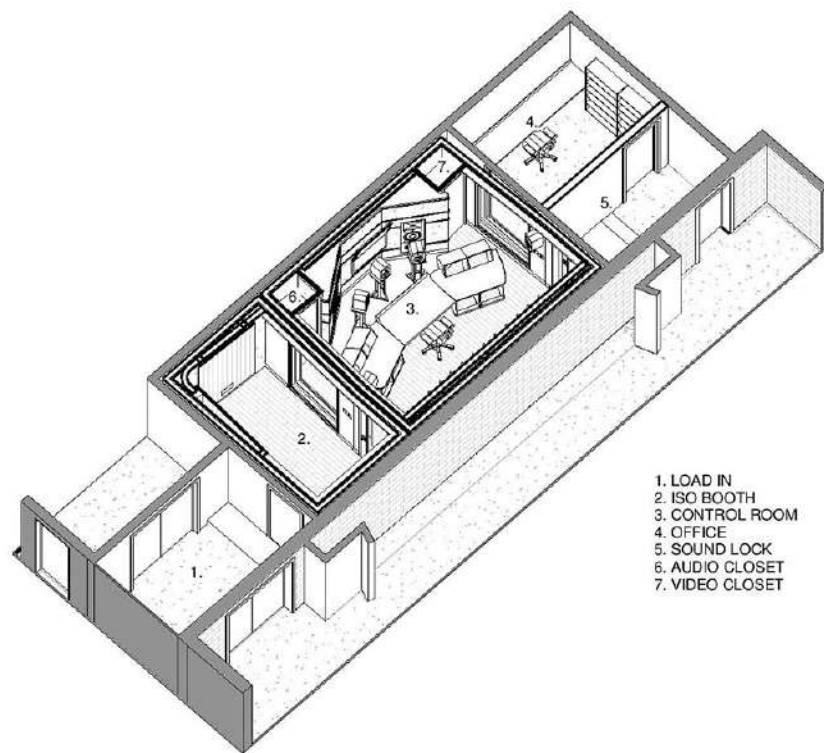 4.
7.
5.
6.
3.
2.
1.
1. LOAD IN
2. ISO BOOTH
3. CONTROL ROOM
4. OFFICE
5. SOUND LOCK
6. AUDIO CLOSET
7. VIDEO CLOSET